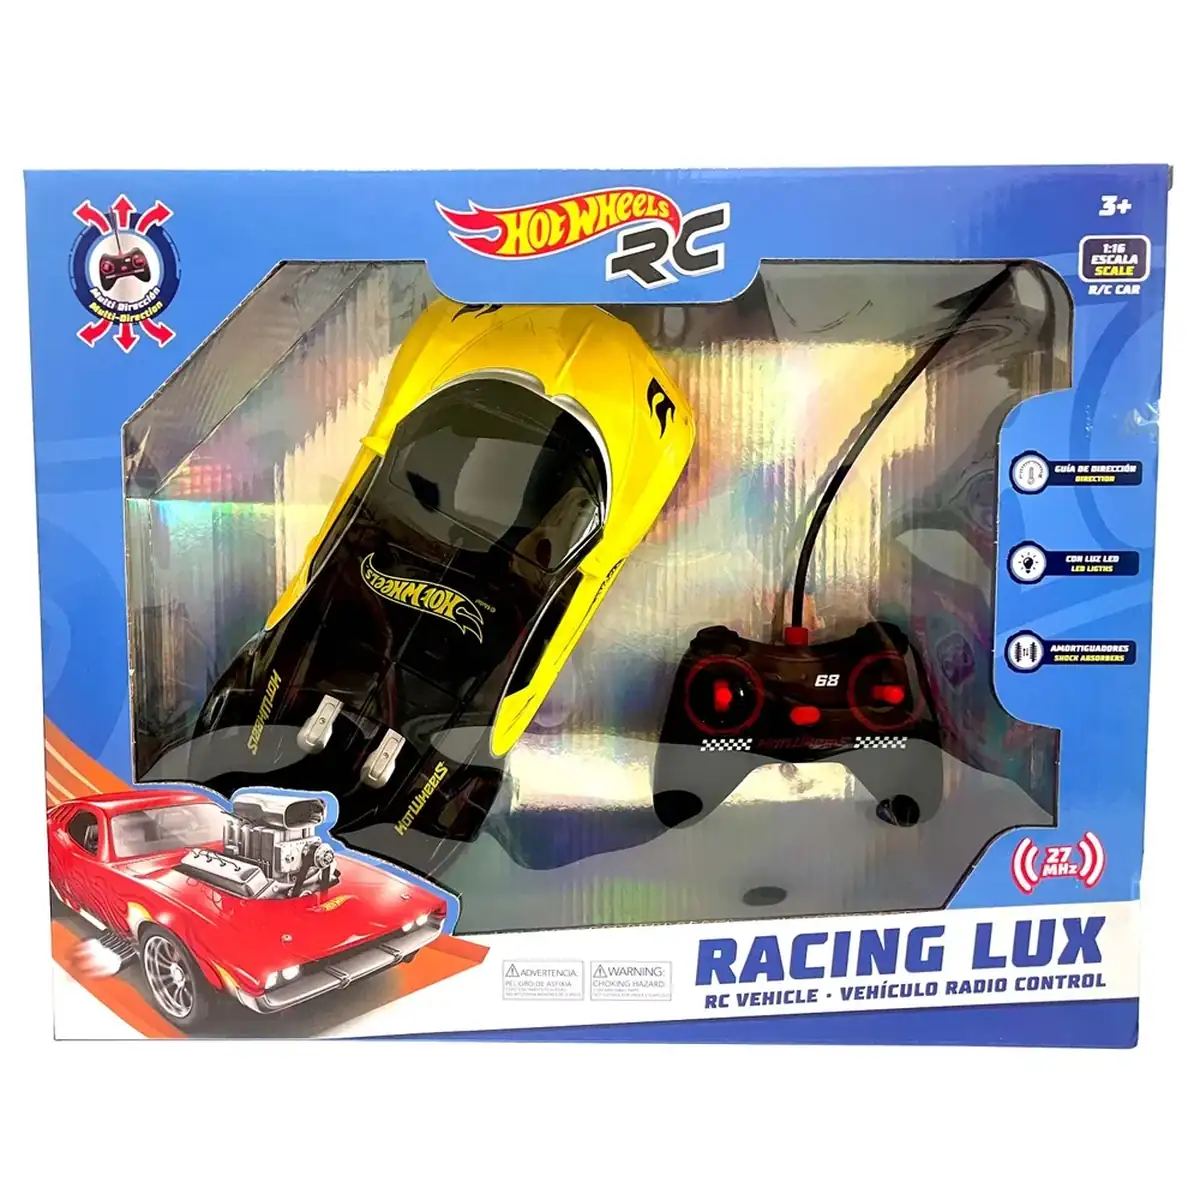 HOT WHEELS
RC
3+
1:16
ESCALA
SCALE
R/C CAR
Multi Dirección
Multi-Direction
GUÍA DE DIRECCIÓN
DIRECTION
CON LUZ LED
LED LIGTHS
AMORTIGUADORES
SHOCK ABSORBERS
HOT WHEELS
HOT WHEELS
HOT WHEELS
68
HOT WHEELS
27
MHz
ADVERTENCIA:
PELIGRO DE ASFIXIA
WARNING:
CHOKING HAZARD:
RACING LUX
RC VEHICLE · VEHÍCULO RADIO CONTROL